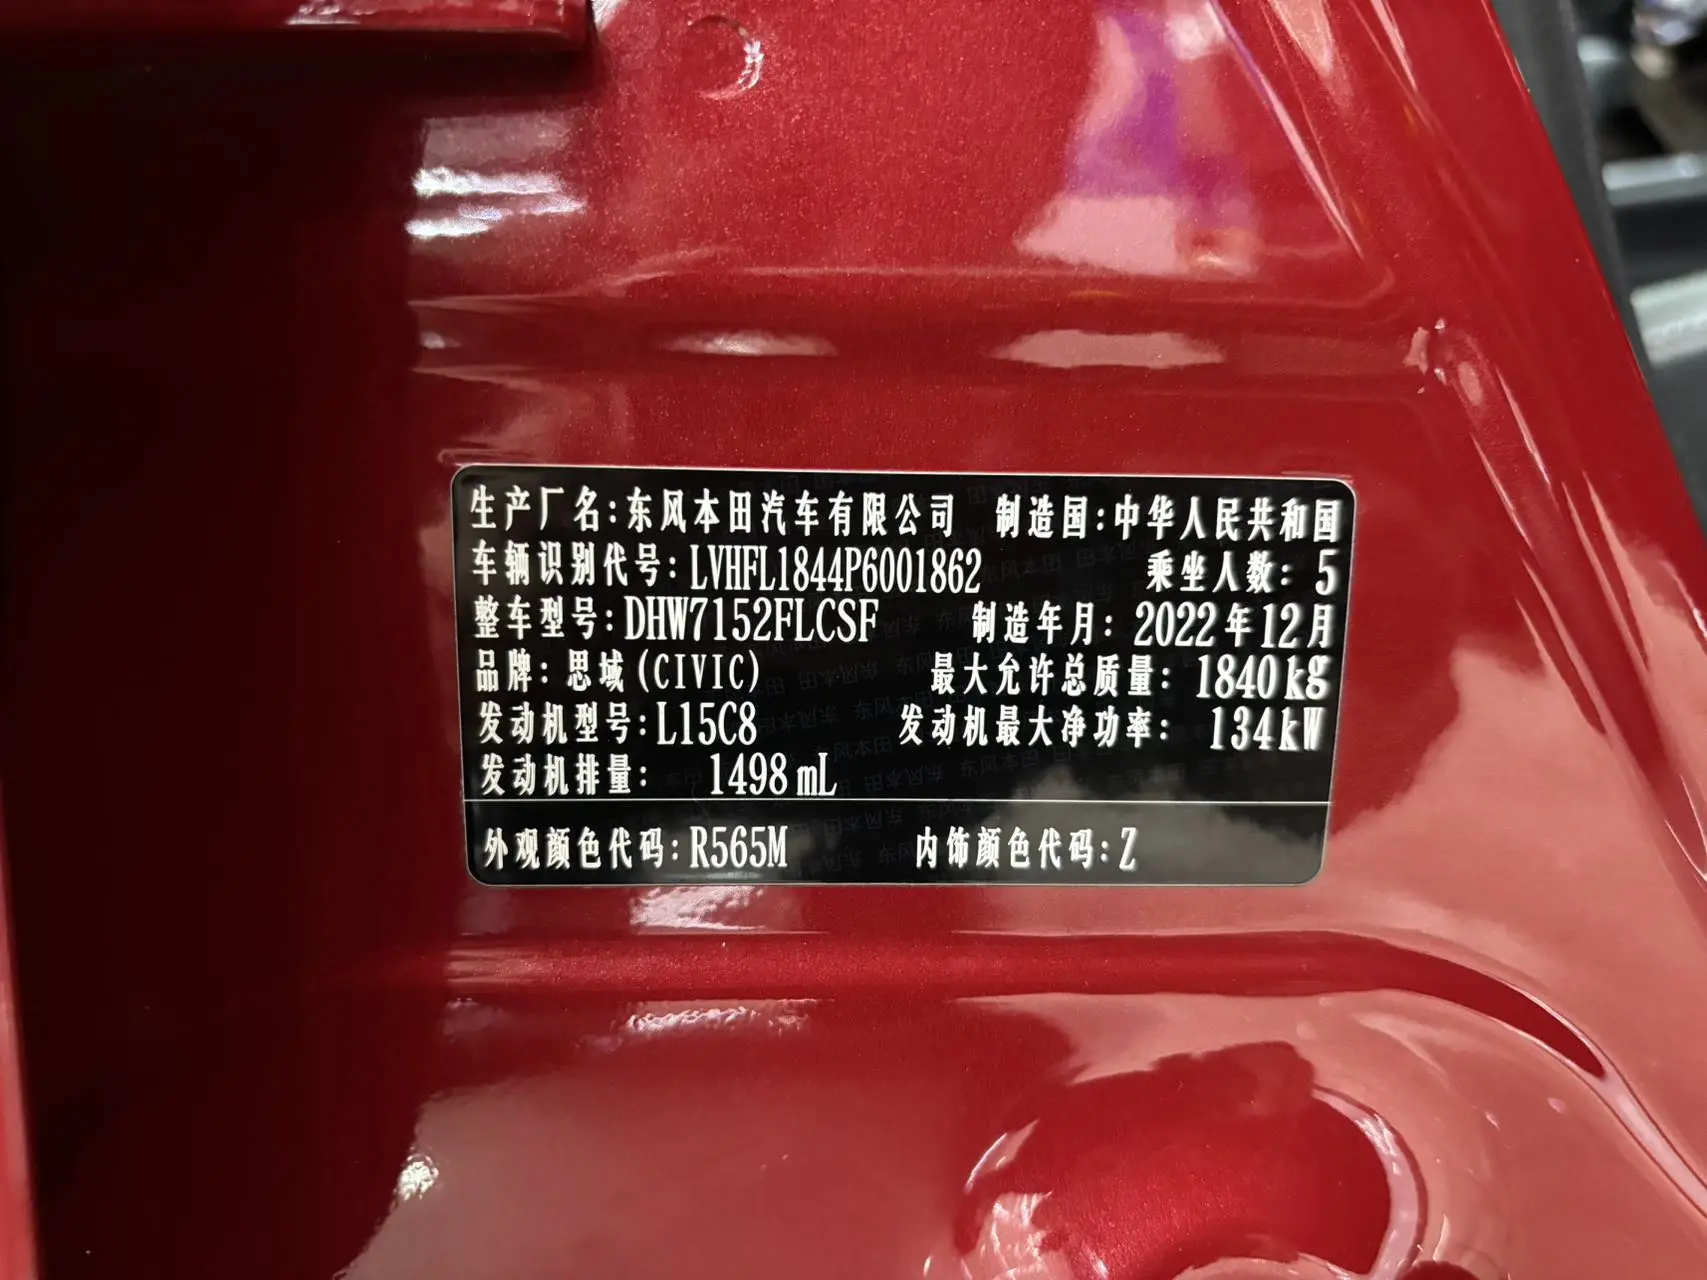 生产厂名:东风本田汽车有限公司 制造国:中华人民共和国
车辆识别代号:LVHFL1844P6001862 乘坐人数: 5
整车型号:DHW7152FLCSF 制造年月: 2022年12月
品牌: 思域(CIVIC) 最大允许总质量: 1840kg
发动机型号:L15C8 发动机最大净功率: 134kW
发动机排量: 1498mL
外观颜色代码:R565M 内饰颜色代码:Z